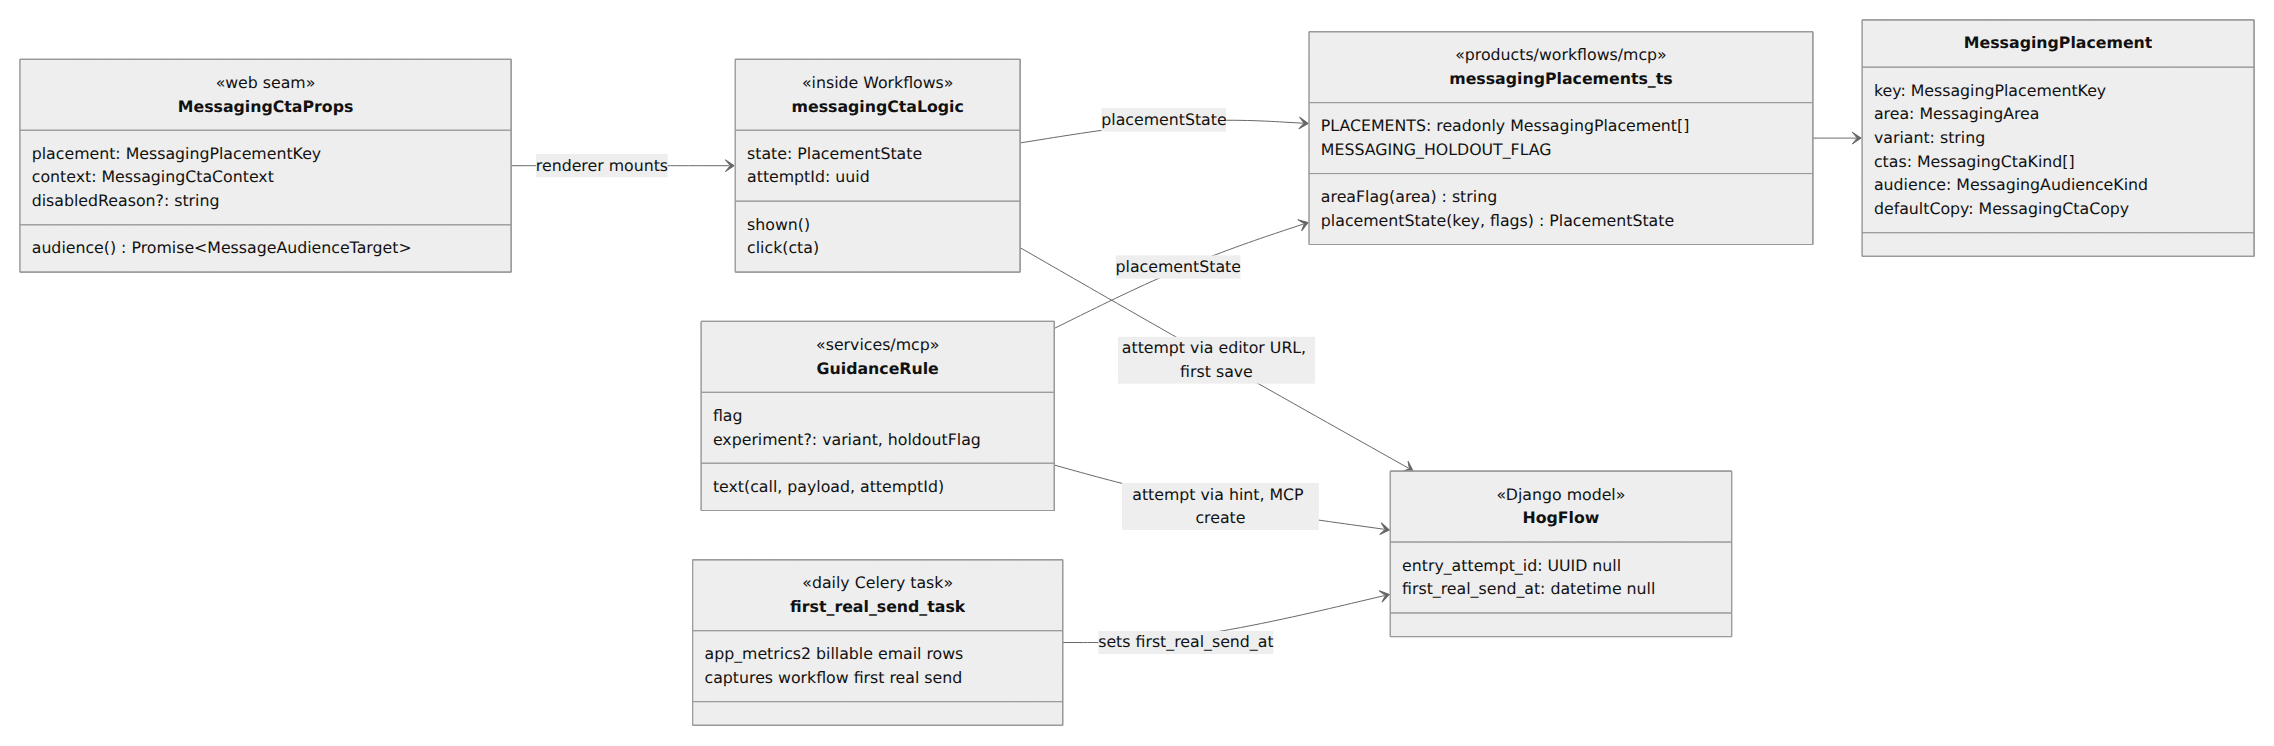 «web seam»
MessagingCtaProps
placement: MessagingPlacementKey
context: MessagingCtaContext
disabledReason?: string
audience() : Promise<MessageAudienceTarget>
renderer mounts
«inside Workflows»
messagingCtaLogic
state: PlacementState
attemptId: uuid
shown()
click(cta)
placementState
«products/workflows/mcp»
messagingPlacements_ts
PLACEMENTS: readonly MessagingPlacement[]
MESSAGING_HOLDOUT_FLAG
areaFlag(area) : string
placementState(key, flags) : PlacementState
MessagingPlacement
key: MessagingPlacementKey
area: MessagingArea
variant: string
ctas: MessagingCtaKind[]
audience: MessagingAudienceKind
defaultCopy: MessagingCtaCopy
placementState
attempt via editor URL,
first save
«services/mcp»
GuidanceRule
flag
experiment?: variant, holdoutFlag
text(call, payload, attemptId)
attempt via hint, MCP
create
«Django model»
HogFlow
entry_attempt_id: UUID null
first_real_send_at: datetime null
«daily Celery task»
first_real_send_task
app_metrics2 billable email rows
captures workflow first real send
sets first_real_send_at